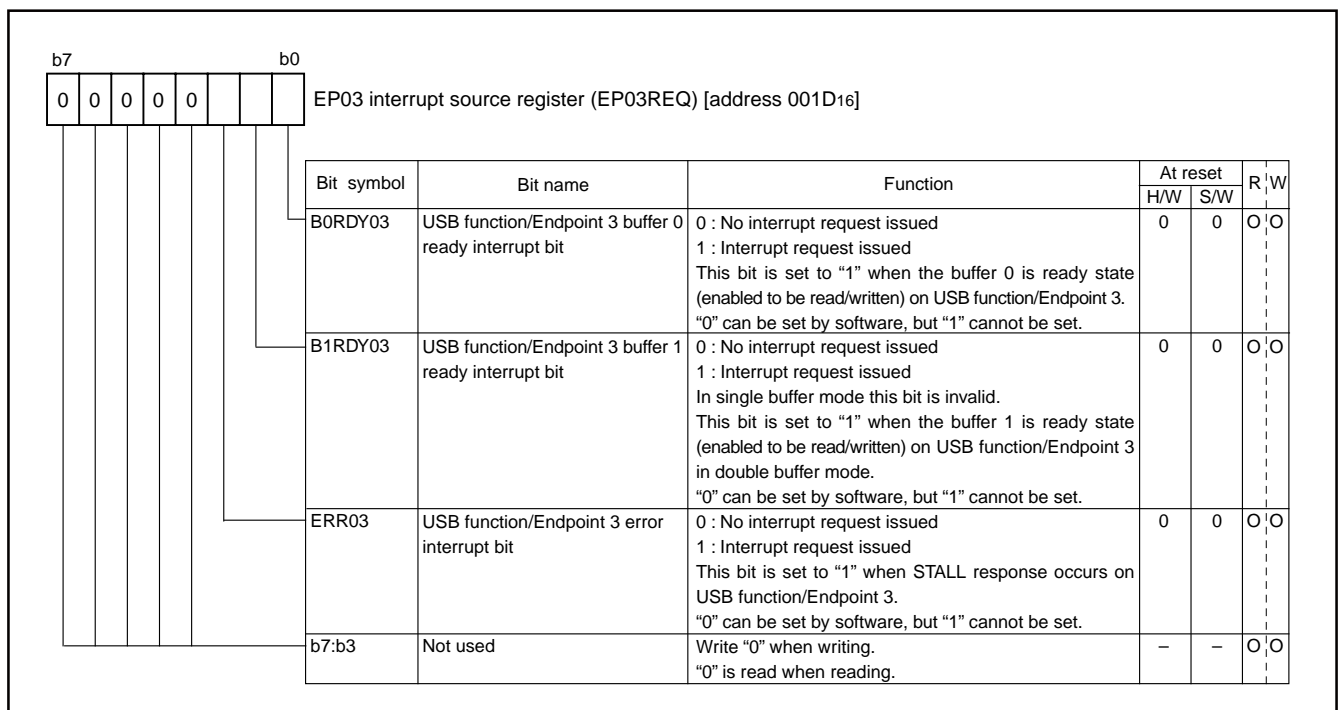 b7 b0
0 0 0 0 0 EP03 interrupt source register (EP03REQ) [address 001D16]
Bit symbol Bit name Function At reset R W
H/W S/W
B0RDY03 USB function/Endpoint 3 buffer 0 0 : No interrupt request issued 0 0 O O
ready interrupt bit 1 : Interrupt request issued
This bit is set to “1” when the buffer 0 is ready state
(enabled to be read/written) on USB function/Endpoint 3.
“0” can be set by software, but “1” cannot be set.
B1RDY03 USB function/Endpoint 3 buffer 1 0 : No interrupt request issued 0 0 O O
ready interrupt bit 1 : Interrupt request issued
In single buffer mode this bit is invalid.
This bit is set to “1” when the buffer 1 is ready state
(enabled to be read/written) on USB function/Endpoint 3
in double buffer mode.
“0” can be set by software, but “1” cannot be set.
ERR03 USB function/Endpoint 3 error 0 : No interrupt request issued 0 0 O O
interrupt bit 1 : Interrupt request issued
This bit is set to “1” when STALL response occurs on
USB function/Endpoint 3.
“0” can be set by software, but “1” cannot be set.
b7:b3 Not used Write “0” when writing. – – O O
“0” is read when reading.